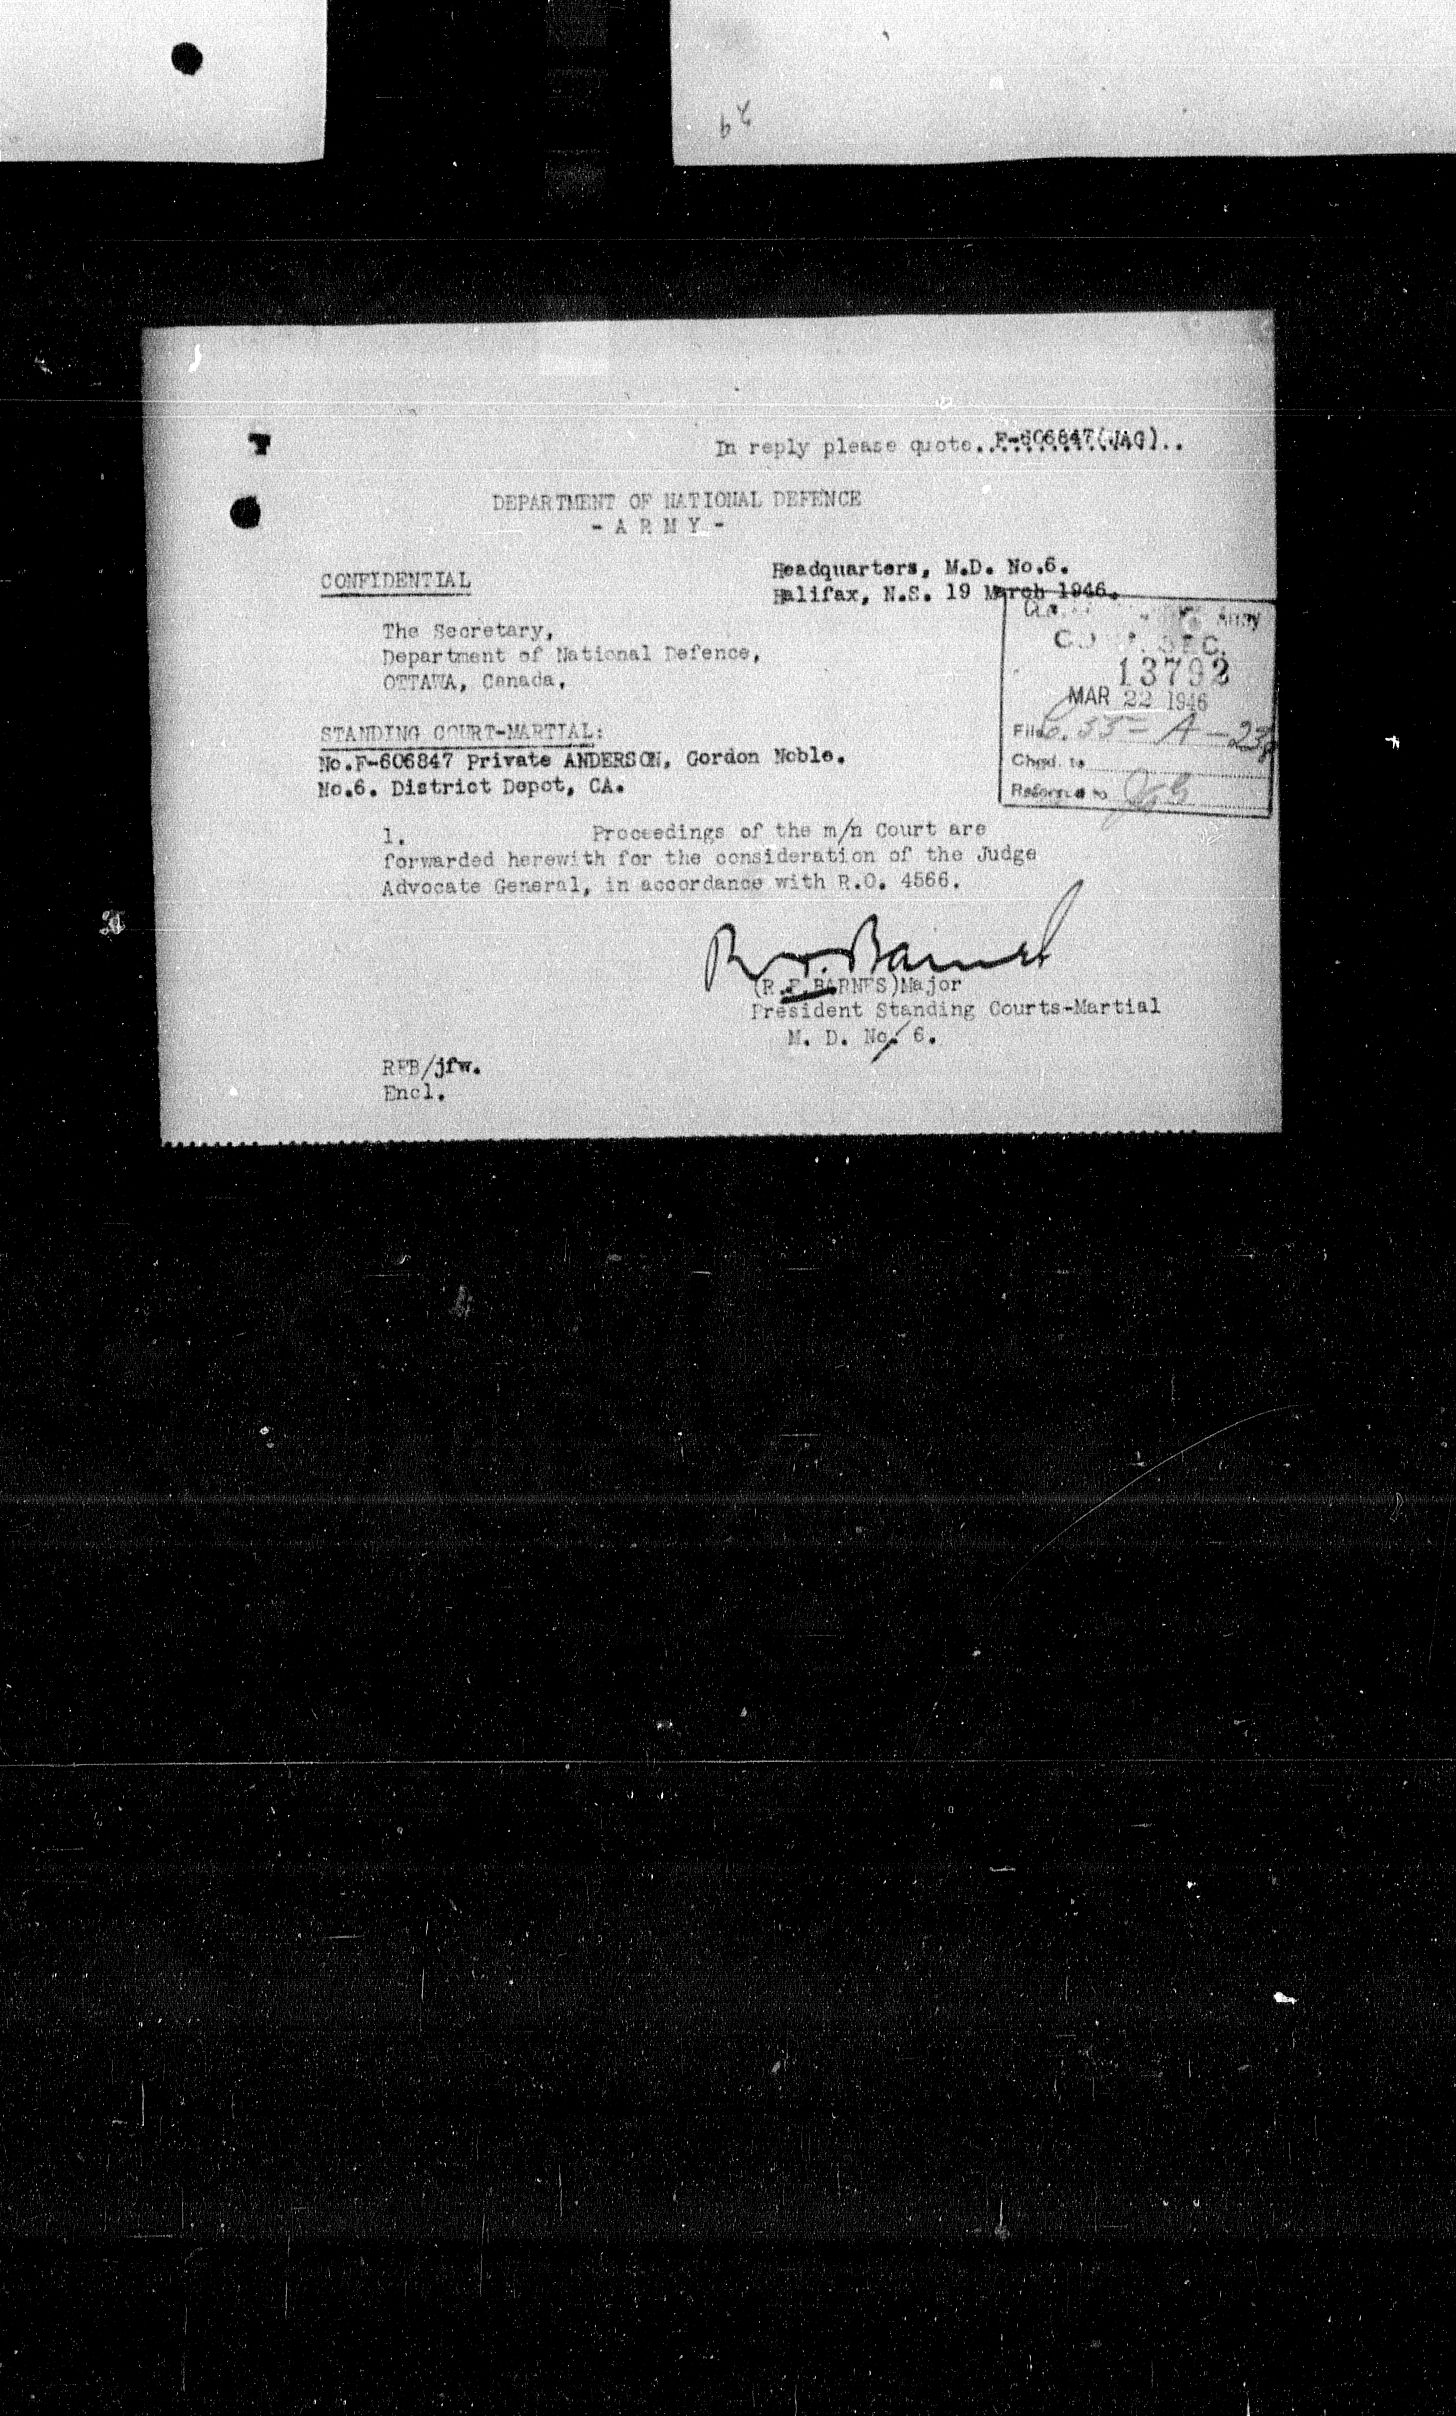 In reply please quote..F-606847(JAG)..
DEPARTMENT OF NATIONAL DEFENCE
- A R M Y -
CONFIDENTIAL
Headquarters, M.D. No.6.
Halifax, N.S. 19 March 1946.
The Secretary,
Department of National Defence,
OTTAWA, Canada.
Army
SEC.
13792
MAR 22 1946
File
Chgd. to
Referred to
STANDING COURT-MARTIAL:
No.F-606847 Private ANDERSON, Gordon Noble.
No.6. District Depot, CA.
1. Proceedings of the m/n Court are
forwarded herewith for the consideration of the Judge
Advocate General, in accordance with R.O. 4566.
(R.F.BARNES)Major
President Standing Courts-Martial
M. D. No. 6.
RFB/jfw.
Encl.